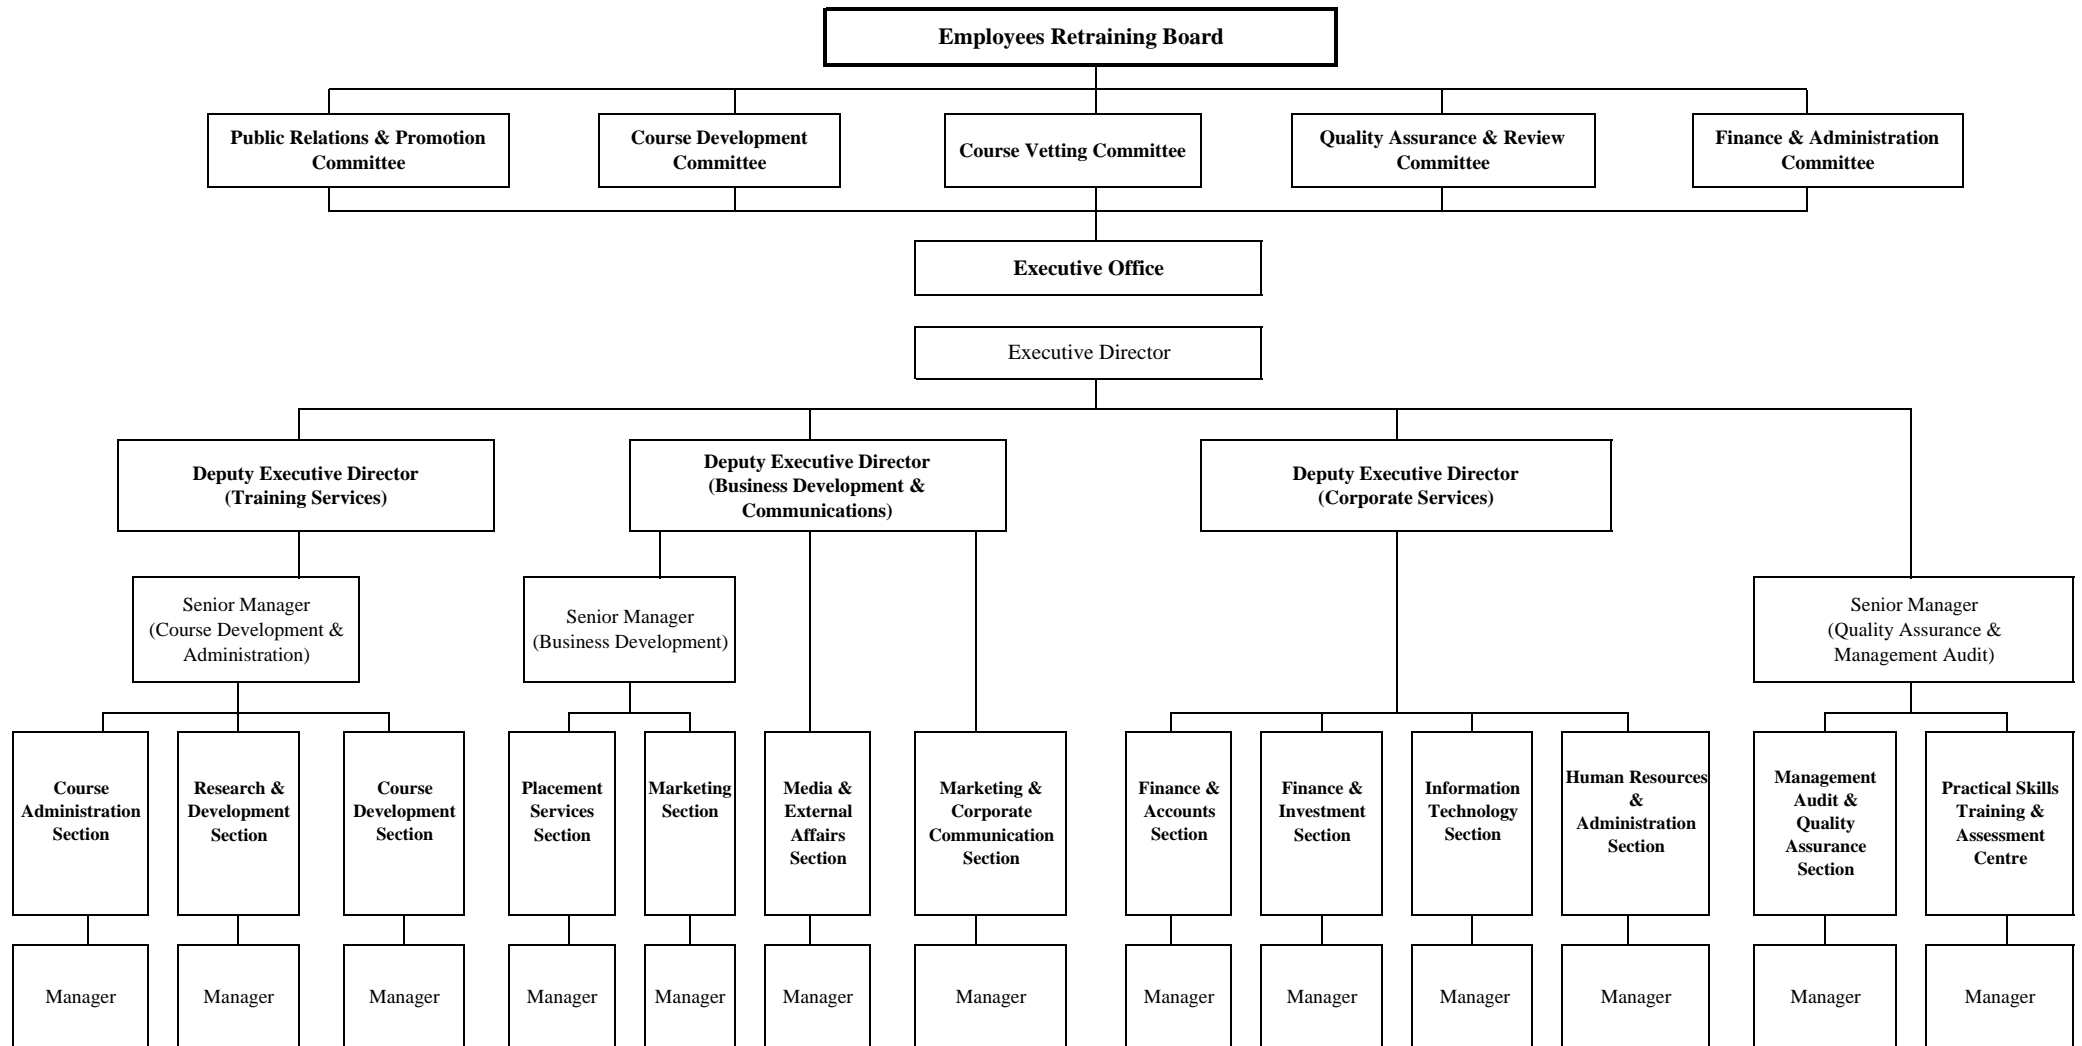 Employees Retraining Board
Public Relations & Promotion
Committee
Course Development
Committee
Course Vetting Committee
Quality Assurance & Review
Committee
Finance & Administration
Committee
Executive Office
Executive Director
Deputy Executive Director
(Training Services)
Deputy Executive Director
(Business Development &
Communications)
Deputy Executive Director
(Corporate Services)
Senior Manager
(Course Development &
Administration)
Senior Manager
(Business Development)
Senior Manager
(Quality Assurance &
Management Audit)
Course
Administration
Section
Research &
Development
Section
Course
Development
Section
Placement
Services
Section
Marketing
Section
Media &
External
Affairs
Section
Marketing &
Corporate
Communication
Section
Finance &
Accounts
Section
Finance &
Investment
Section
Information
Technology
Section
Human Resources
&
Administration
Section
Management
Audit &
Quality
Assurance
Section
Practical Skills
Training &
Assessment
Centre
Manager
Manager
Manager
Manager
Manager
Manager
Manager
Manager
Manager
Manager
Manager
Manager
Manager